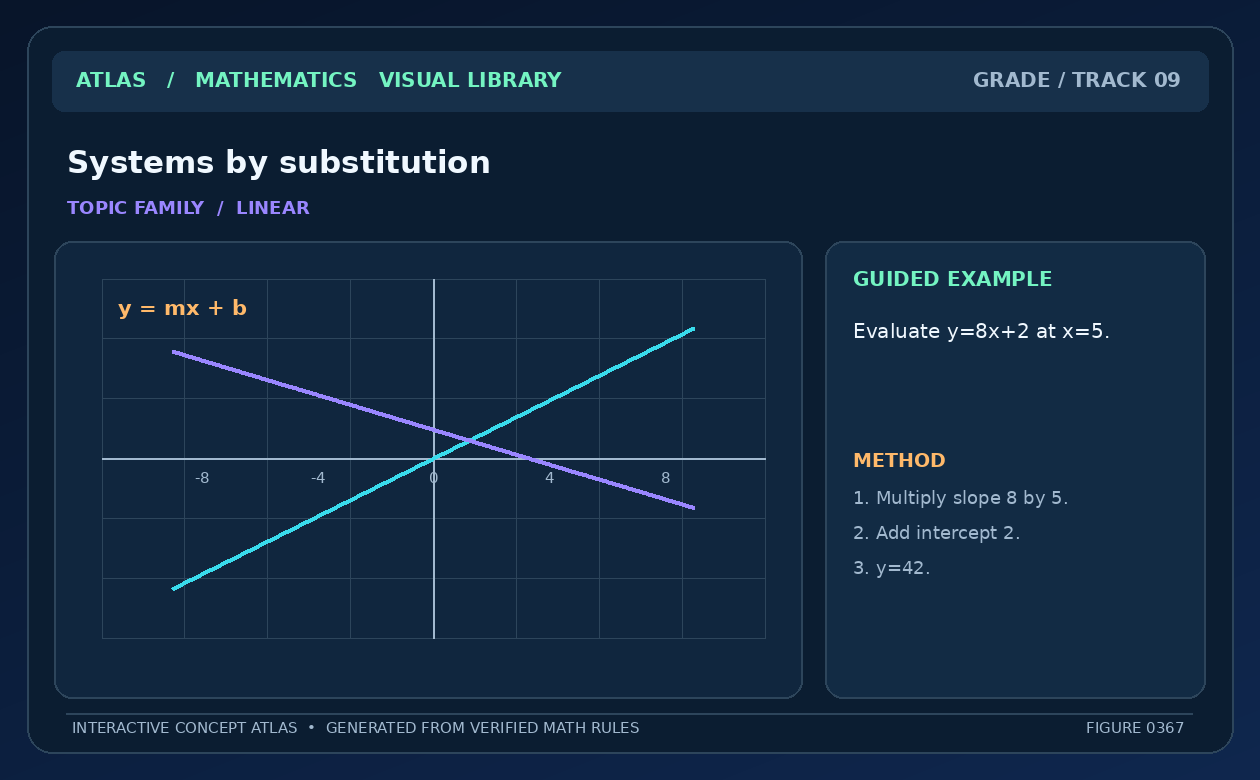 ATLAS / MATHEMATICS VISUAL LIBRARY
GRADE / TRACK 09
Systems by substitution
TOPIC FAMILY / LINEAR
y = mx + b
-8 -4 0 4 8
GUIDED EXAMPLE
Evaluate y=8x+2 at x=5.
METHOD
1. Multiply slope 8 by 5.
2. Add intercept 2.
3. y=42.
INTERACTIVE CONCEPT ATLAS • GENERATED FROM VERIFIED MATH RULES
FIGURE 0367